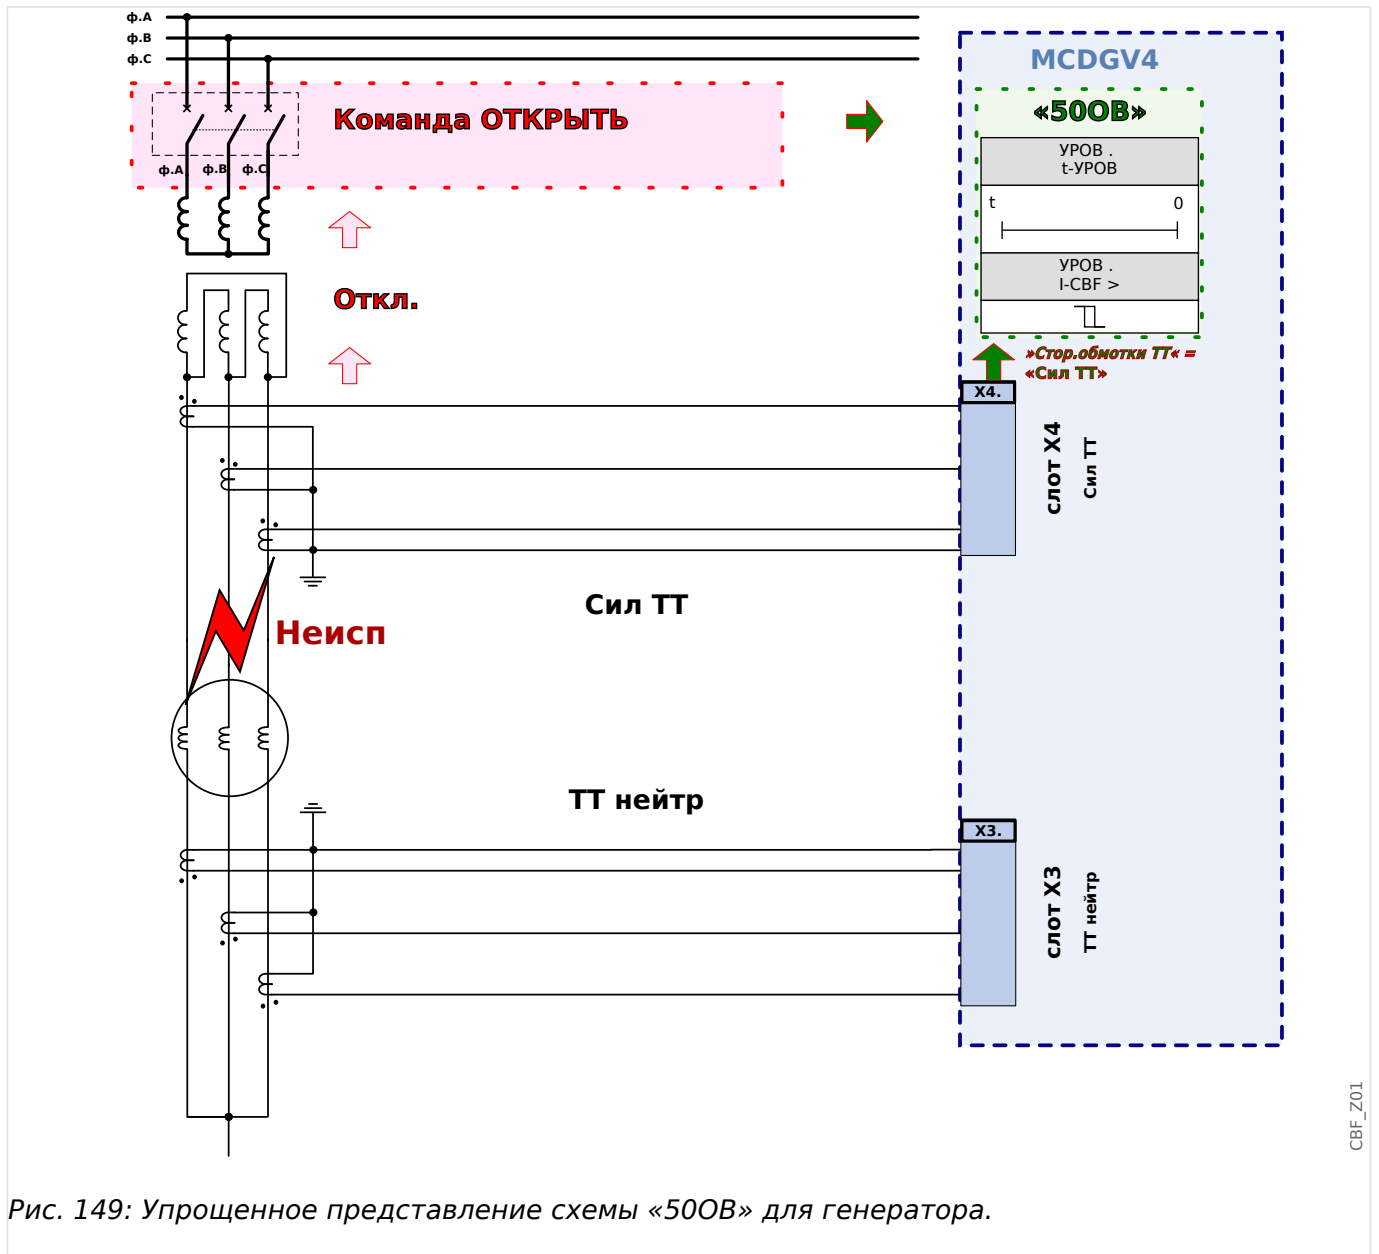 ф.A
ф.B
ф.C
MCDGV4
Команда ОТКРЫТЬ
«50ОВ»
УРОВ .
t-УРОВ
ф.A
ф.B
ф.C
t 0
УРОВ .
I-CBF >
Откл.
»Стор.обмотки ТТ« =
«Сил ТТ»
X4.
слот X4
Сил ТТ
Сил ТТ
Неисп
ТТ нейтр
X3.
слот X3
ТТ нейтр
CBF_Z01
Рис. 149: Упрощенное представление схемы «50ОВ» для генератора.